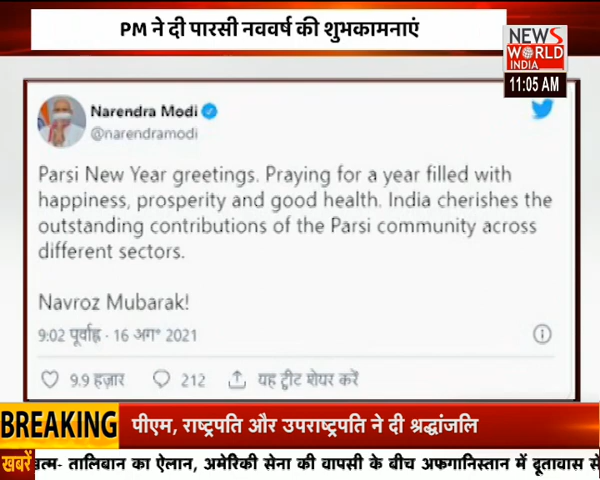 PM ने दी पारसी नववर्ष की शुभकामनाएं
NEWS
WORLD
INDIA
11:05 AM
Narendra Modi
@narendramodi
Parsi New Year greetings. Praying for a year filled with
happiness, prosperity and good health. India cherishes the
outstanding contributions of the Parsi community across
different sectors.
Navroz Mubarak!
9:02 पूर्वाह्न · 16 अग॰ 2021
9.9 हज़ार 212 यह ट्वीट शेयर करें
BREAKING पीएम, राष्ट्रपति और उपराष्ट्रपति ने दी श्रद्धांजलि
खबरें - तालिबान का ऐलान, अमेरिकी सेना की वापसी के बीच अफगानिस्तान में दूतावास से